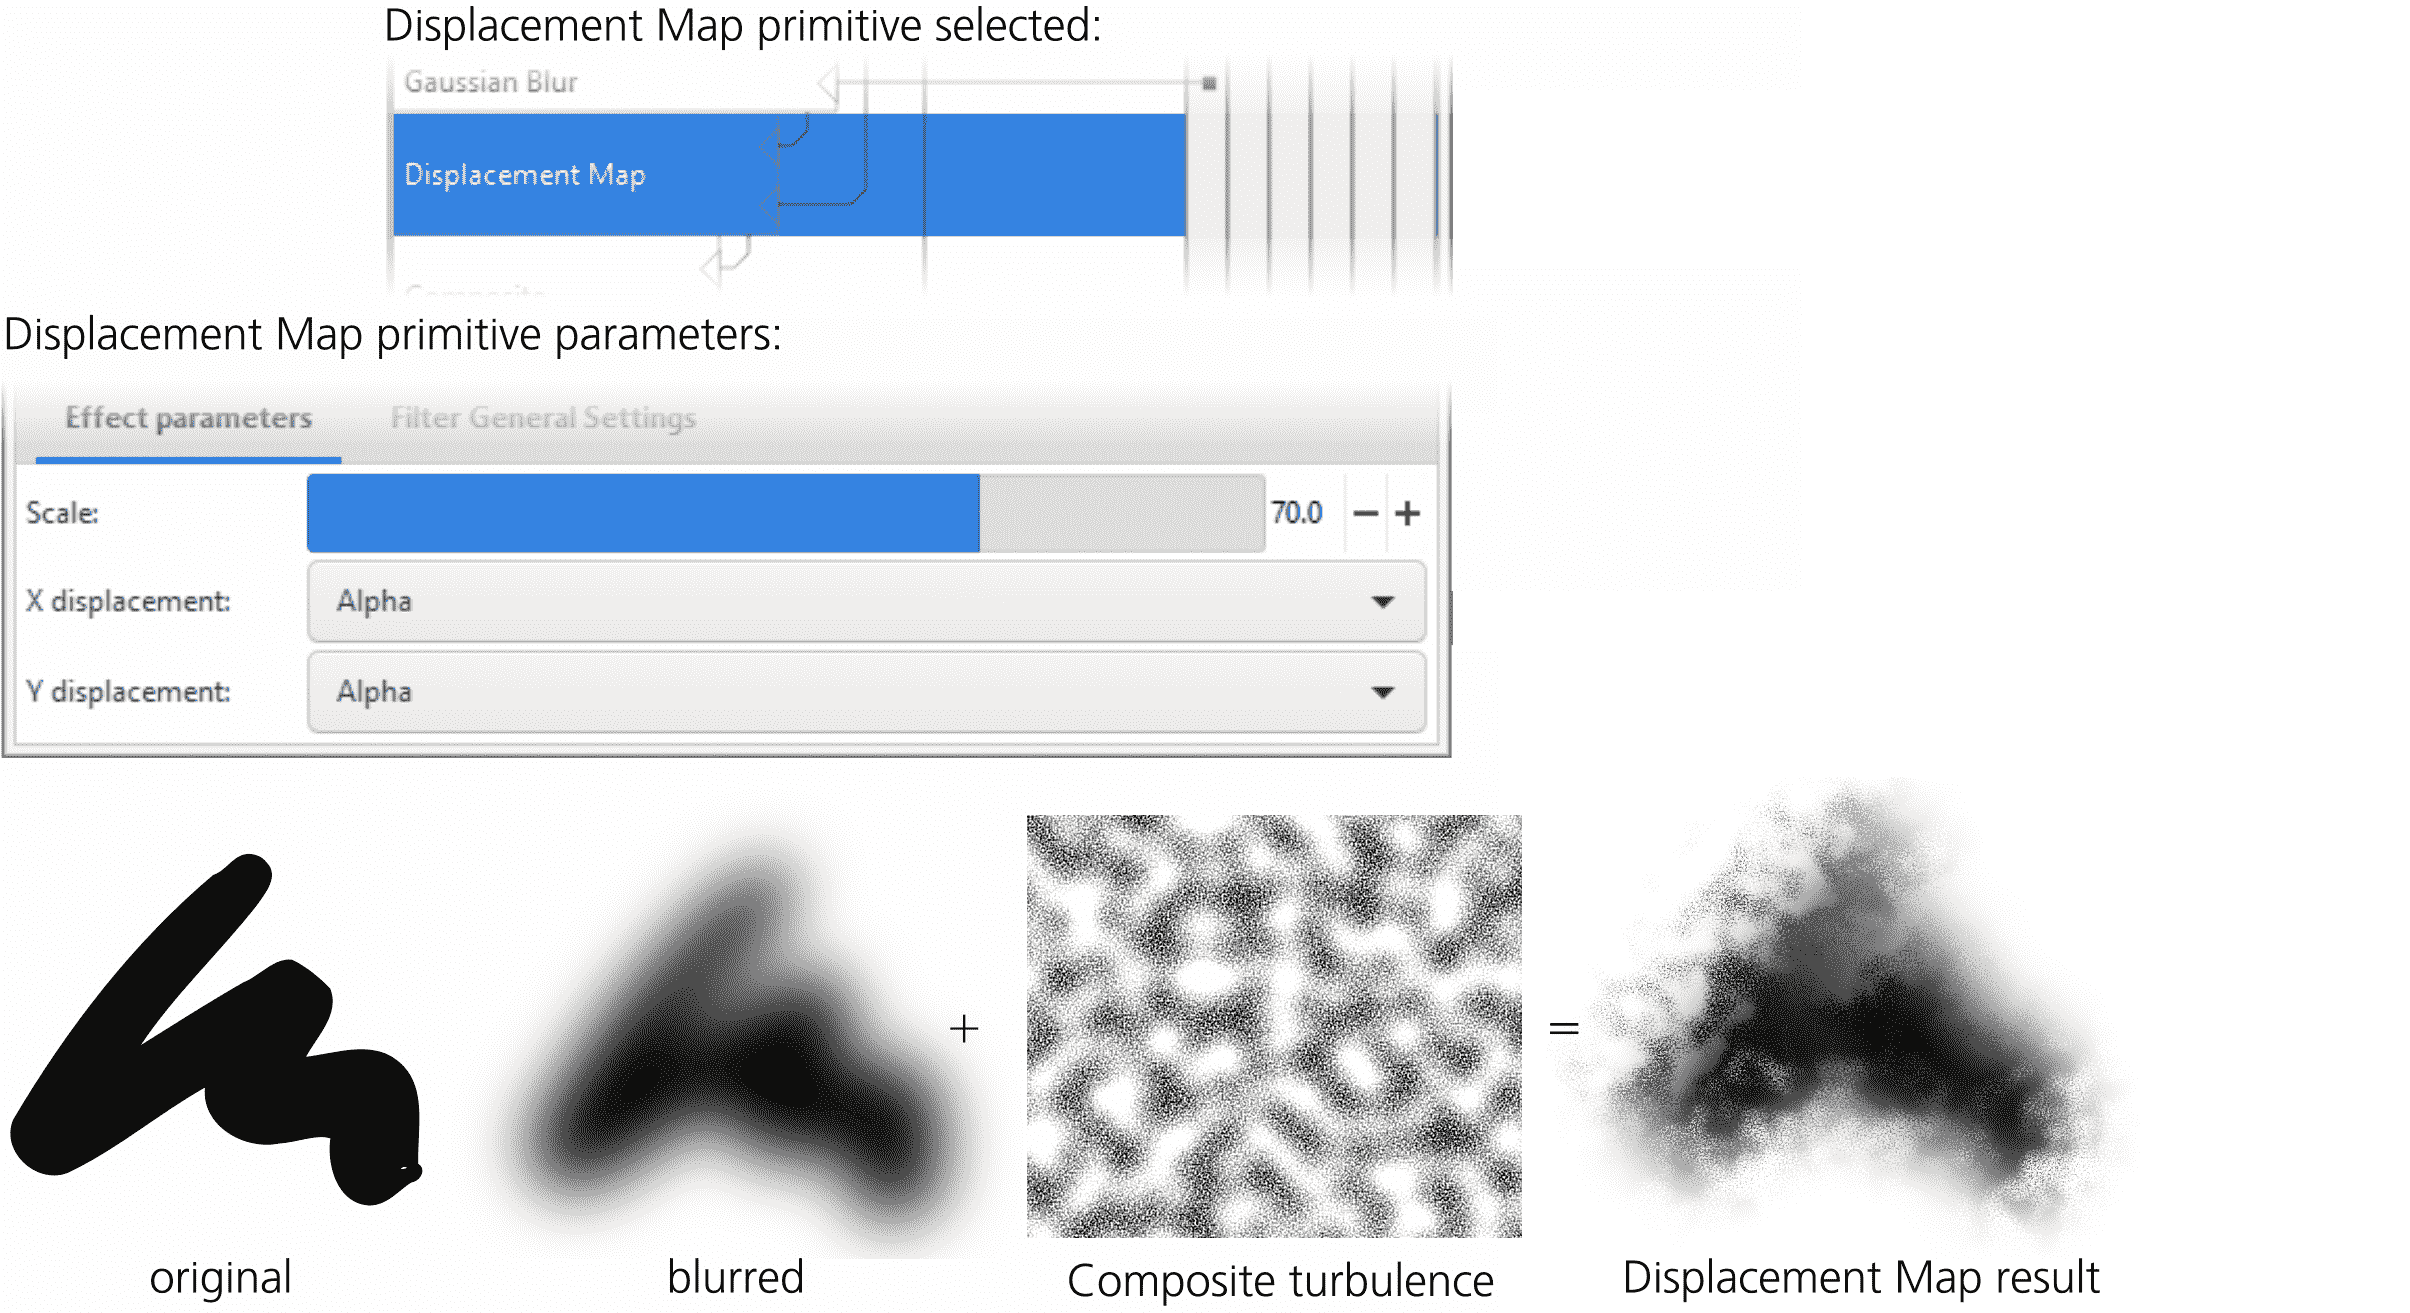 Displacement Map primitive selected:
Gaussian Blur
Displacement Map
Composite
Displacement Map primitive parameters:
Effect parameters Filter General Settings
Scale: 70.0 − +
X displacement: Alpha
Y displacement: Alpha
+ =
original blurred Composite turbulence Displacement Map result